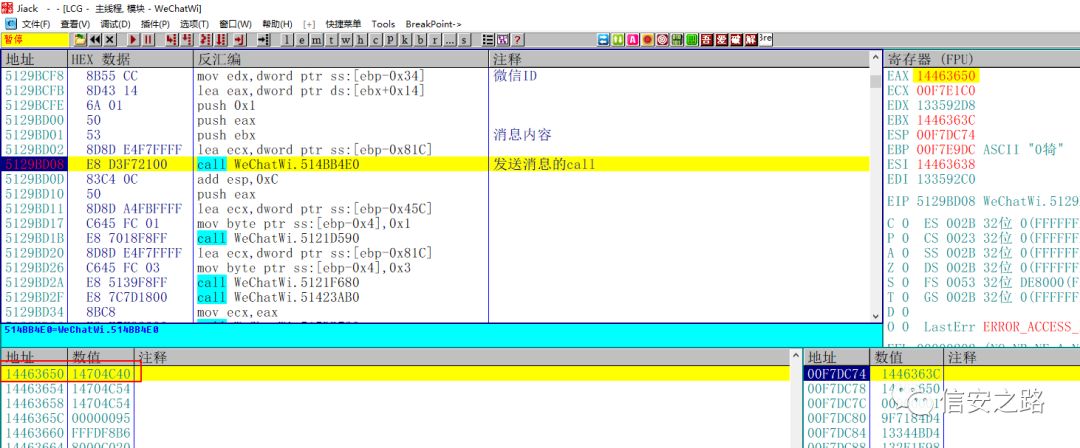 Jiack - - [LCG - 主线程, 模块 - WeChatWi]
文件(F) 查看(V) 调试(D) 插件(P) 选项(T) 窗口(W) 帮助(H) [+] 快捷菜单 Tools BreakPoint->
暂停 l e m t w h c p k b r ... s
地址 HEX 数据 反汇编 注释 寄存器 (FPU)
5129BCF8 8B55 CC mov edx,dword ptr ss:[ebp-0x34] 微信ID
5129BCFB 8D43 14 lea eax,dword ptr ds:[ebx+0x14]
5129BCFE 6A 01 push 0x1
5129BD00 50 push eax
5129BD01 53 push ebx 消息内容
5129BD02 8D8D E4F7FFFF lea ecx,dword ptr ss:[ebp-0x81C]
5129BD08 E8 D3F72100 call WeChatWi.514BB4E0 发送消息的call
5129BD0D 83C4 0C add esp,0xC
5129BD10 50 push eax
5129BD11 8D8D A4FBFFFF lea ecx,dword ptr ss:[ebp-0x45C]
5129BD17 C645 FC 01 mov byte ptr ss:[ebp-0x4],0x1
5129BD1B E8 7018F8FF call WeChatWi.5121D590
5129BD20 8D8D E4F7FFFF lea ecx,dword ptr ss:[ebp-0x81C]
5129BD26 C645 FC 03 mov byte ptr ss:[ebp-0x4],0x3
5129BD2A E8 5139F8FF call WeChatWi.5121F680
5129BD2F E8 7C7D1800 call WeChatWi.51423AB0
5129BD34 8BC8 mov ecx,eax
EAX 14463650
ECX 00F7E1C0
EDX 133592D8
EBX 1446363C
ESP 00F7DC74
EBP 00F7E9DC ASCII "0犄"
ESI 14463638
EDI 133592C0
EIP 5129BD08 WeChatWi.5129
C 0 ES 002B 32位 0(FFFFFF
P 0 CS 0023 32位 0(FFFFFF
A 0 SS 002B 32位 0(FFFFFF
Z 0 DS 002B 32位 0(FFFFFF
S 0 FS 0053 32位 DE8000(F
T 0 GS 002B 32位 0(FFFFFF
D 0
O 0 LastErr ERROR_ACCESS_
514BB4E0=WeChatWi.514BB4E0
地址 数值 注释
14463650 14704C40
14463654 14704C54
14463658 14704C54
1446365C 00000095
14463660 FFFDF8B6
14463664 8000C020
地址 数值 注释
00F7DC74 1446363C
00F7DC78
00F7DC7C
00F7DC80 9F7184D4
00F7DC84 13344BD4
00F7DC88
信安之路